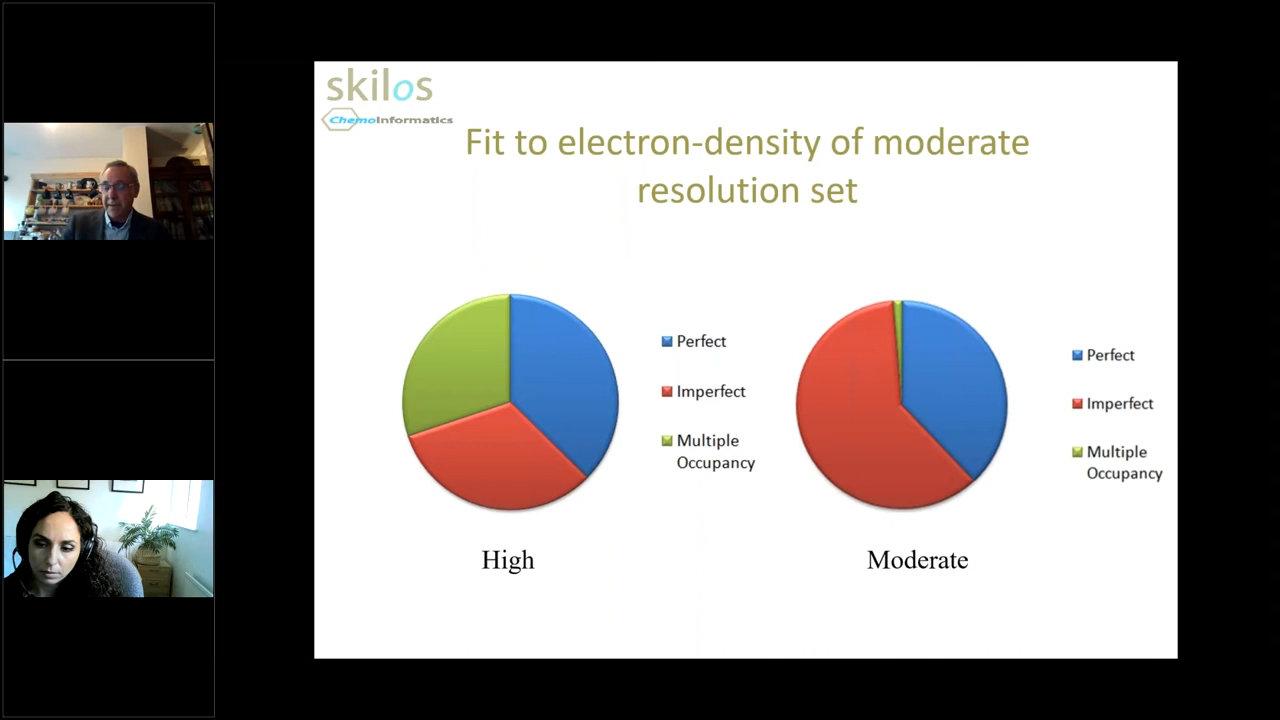 skilos
ChemoInformatics
Fit to electron-density of moderate
resolution set
Perfect
Imperfect
Multiple
Occupancy
High
Perfect
Imperfect
Multiple
Occupancy
Moderate